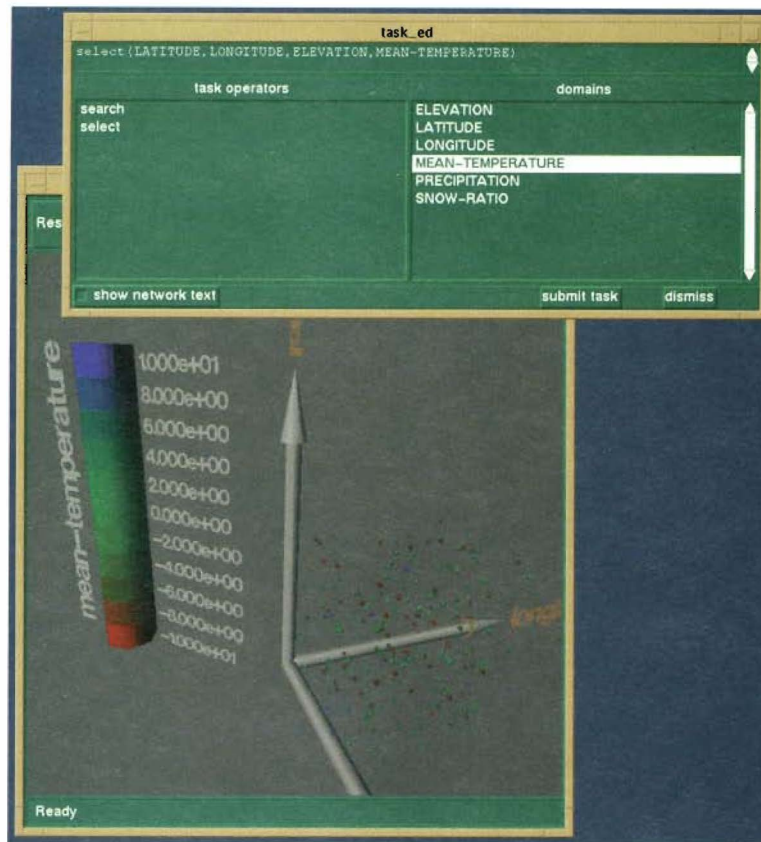 task_ed
select(LATITUDE,LONGITUDE,ELEVATION,MEAN-TEMPERATURE)
task operators
domains
search
select
ELEVATION
LATITUDE
LONGITUDE
MEAN-TEMPERATURE
PRECIPITATION
SNOW-RATIO
Res
show network text
submit task
dismiss
mean-temperature
1.000e+01
8.000e+00
6.000e+00
4.000e+00
2.000e+00
0.000e+00
-2.000e+00
-4.000e+00
-6.000e+00
-8.000e+00
-1.000e+01
longi
Ready